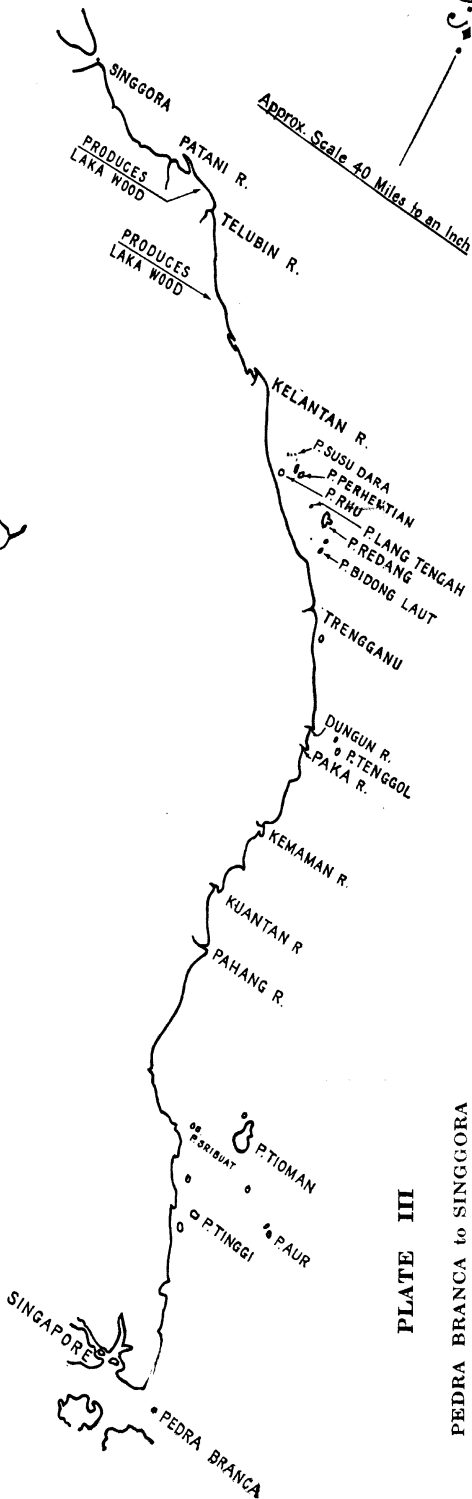 SINGGORA
PRODUCES
LAKA WOOD
PATANI R.
Approx. Scale 40 Miles to an Inch
PRODUCES
LAKA WOOD
TELUBIN R.
KELANTAN R.
P.SUSU DARA
P.PERHENTIAN
P.RHU
P.LANG TENGAH
P.REDANG
P.BIDONG LAUT
TRENGGANU
DUNGUN R.
P.TENGGOL
PAKA R.
KEMAMAN R.
KUANTAN R
PAHANG R.
P.SRIBUAT
P.TIOMAN
P.TINGGI
P.AUR
SINGAPORE
PEDRA BRANCA
PLATE III
PEDRA BRANCA to SINGGORA